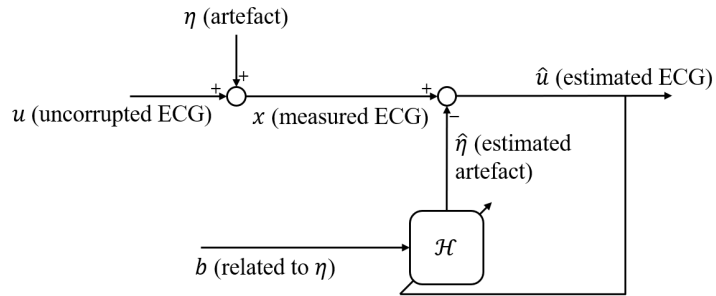 η (artefact)
+
+
+
û (estimated ECG)
u (uncorrupted ECG)
x (measured ECG)
−
η̂ (estimated
artefact)
ℋ
b (related to η)